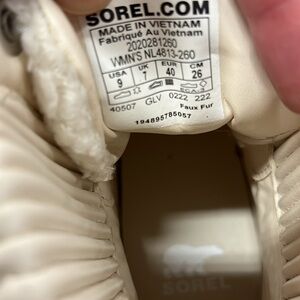 SOREL.COM
MADE IN VIETNAM
Fabriqué Au Vietnam
2020281260
WMN'S NL4813-260
USA UK EUR CM
9 7 40 26
40507 GLV 0222 222
Faux Fur
194895785057
SOREL